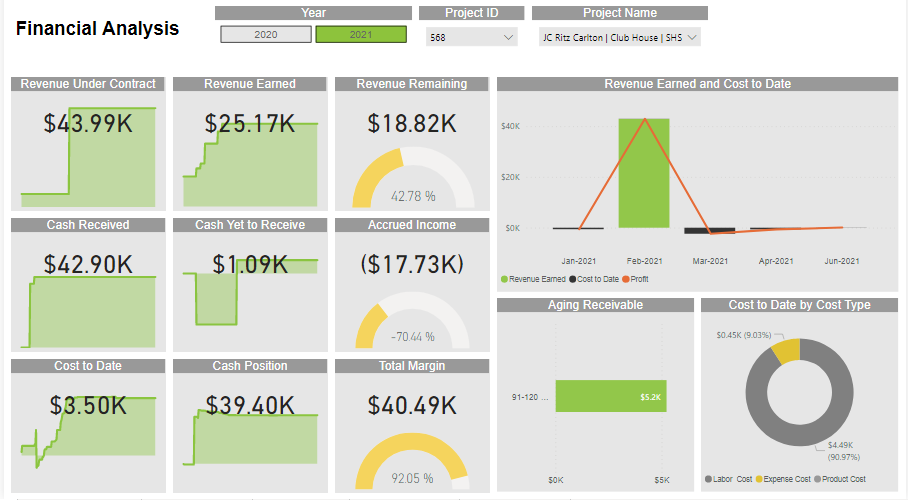 Financial Analysis
Year
2020
2021
Project ID
568
Project Name
JC Ritz Carlton | Club House | SHS
Revenue Under Contract
$43.99K
Revenue Earned
$25.17K
Revenue Remaining
$18.82K
42.78 %
Cash Received
$42.90K
Cash Yet to Receive
$1.09K
Accrued Income
($17.73K)
-70.44 %
Cost to Date
$3.50K
Cash Position
$39.40K
Total Margin
$40.49K
92.05 %
Revenue Earned and Cost to Date
$40K
$20K
$0K
Jan-2021 Feb-2021 Mar-2021 Apr-2021 Jun-2021
Revenue Earned Cost to Date Profit
Aging Receivable
91-120 ...
$5.2K
$0K $5K
Cost to Date by Cost Type
$0.45K (9.03%)
$4.49K
(90.97%)
Labor Cost Expense Cost Product Cost